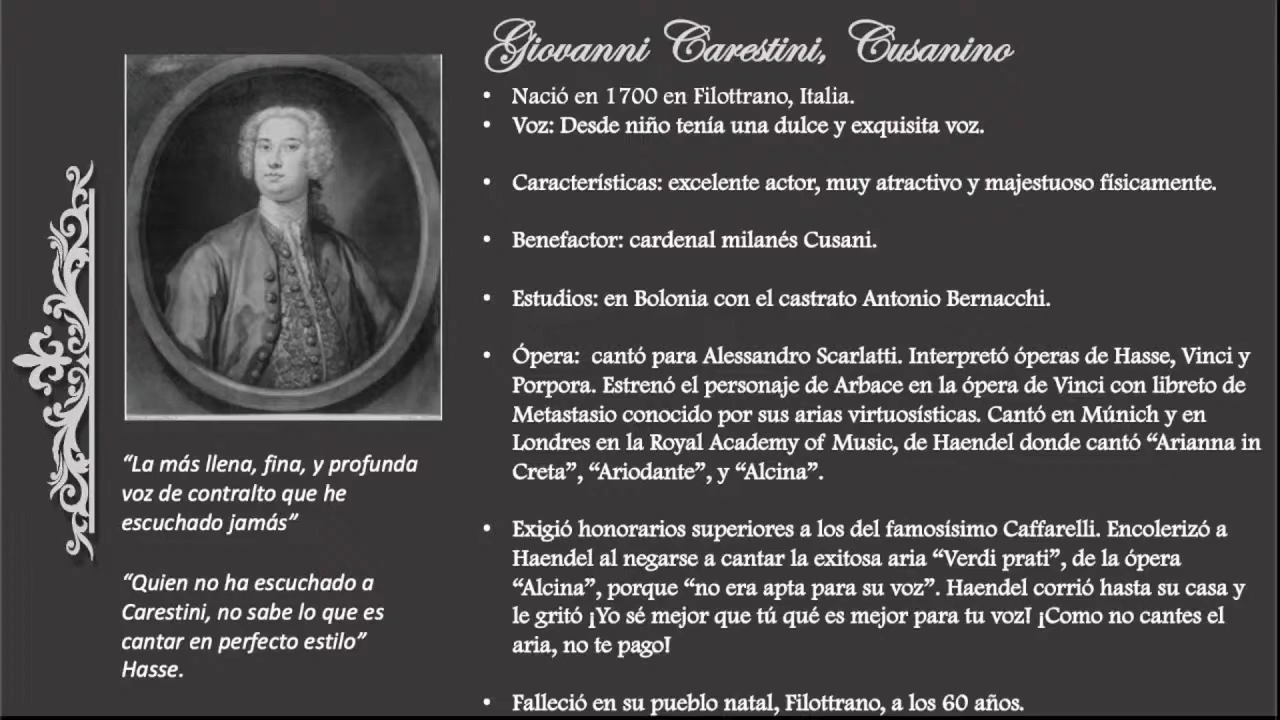 Giovanni Carestini, Cusanino
• Nació en 1700 en Filottrano, Italia.
• Voz: Desde niño tenía una dulce y exquisita voz.
• Características: excelente actor, muy atractivo y majestuoso físicamente.
• Benefactor: cardenal milanés Cusani.
• Estudios: en Bolonia con el castrato Antonio Bernacchi.
• Ópera: cantó para Alessandro Scarlatti. Interpretó óperas de Hasse, Vinci y
Porpora. Estrenó el personaje de Arbace en la ópera de Vinci con libreto de
Metastasio conocido por sus arias virtuosísticas. Cantó en Múnich y en
Londres en la Royal Academy of Music, de Haendel donde cantó “Arianna in
Creta”, “Ariodante”, y “Alcina”.
• Exigió honorarios superiores a los del famosísimo Caffarelli. Encolerizó a
Haendel al negarse a cantar la exitosa aria “Verdi prati”, de la ópera
“Alcina”, porque “no era apta para su voz”. Haendel corrió hasta su casa y
le gritó ¡Yo sé mejor que tú qué es mejor para tu voz! ¡Como no cantes el
aria, no te pago!
• Falleció en su pueblo natal, Filottrano, a los 60 años.
“La más llena, fina, y profunda
voz de contralto que he
escuchado jamás”
“Quien no ha escuchado a
Carestini, no sabe lo que es
cantar en perfecto estilo”
Hasse.